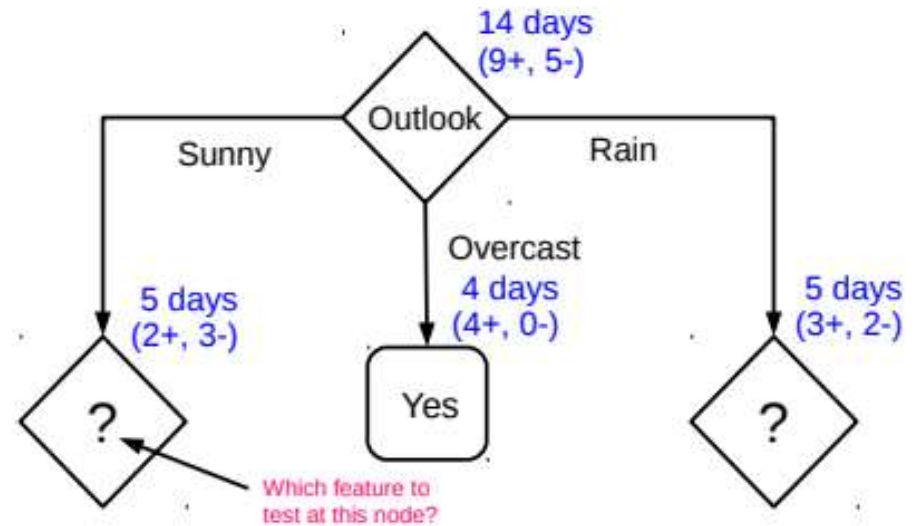 14 days
(9+, 5-)
Outlook
Sunny
Rain
Overcast
5 days
(2+, 3-)
4 days
(4+, 0-)
5 days
(3+, 2-)
?
Yes
?
Which feature to
test at this node?